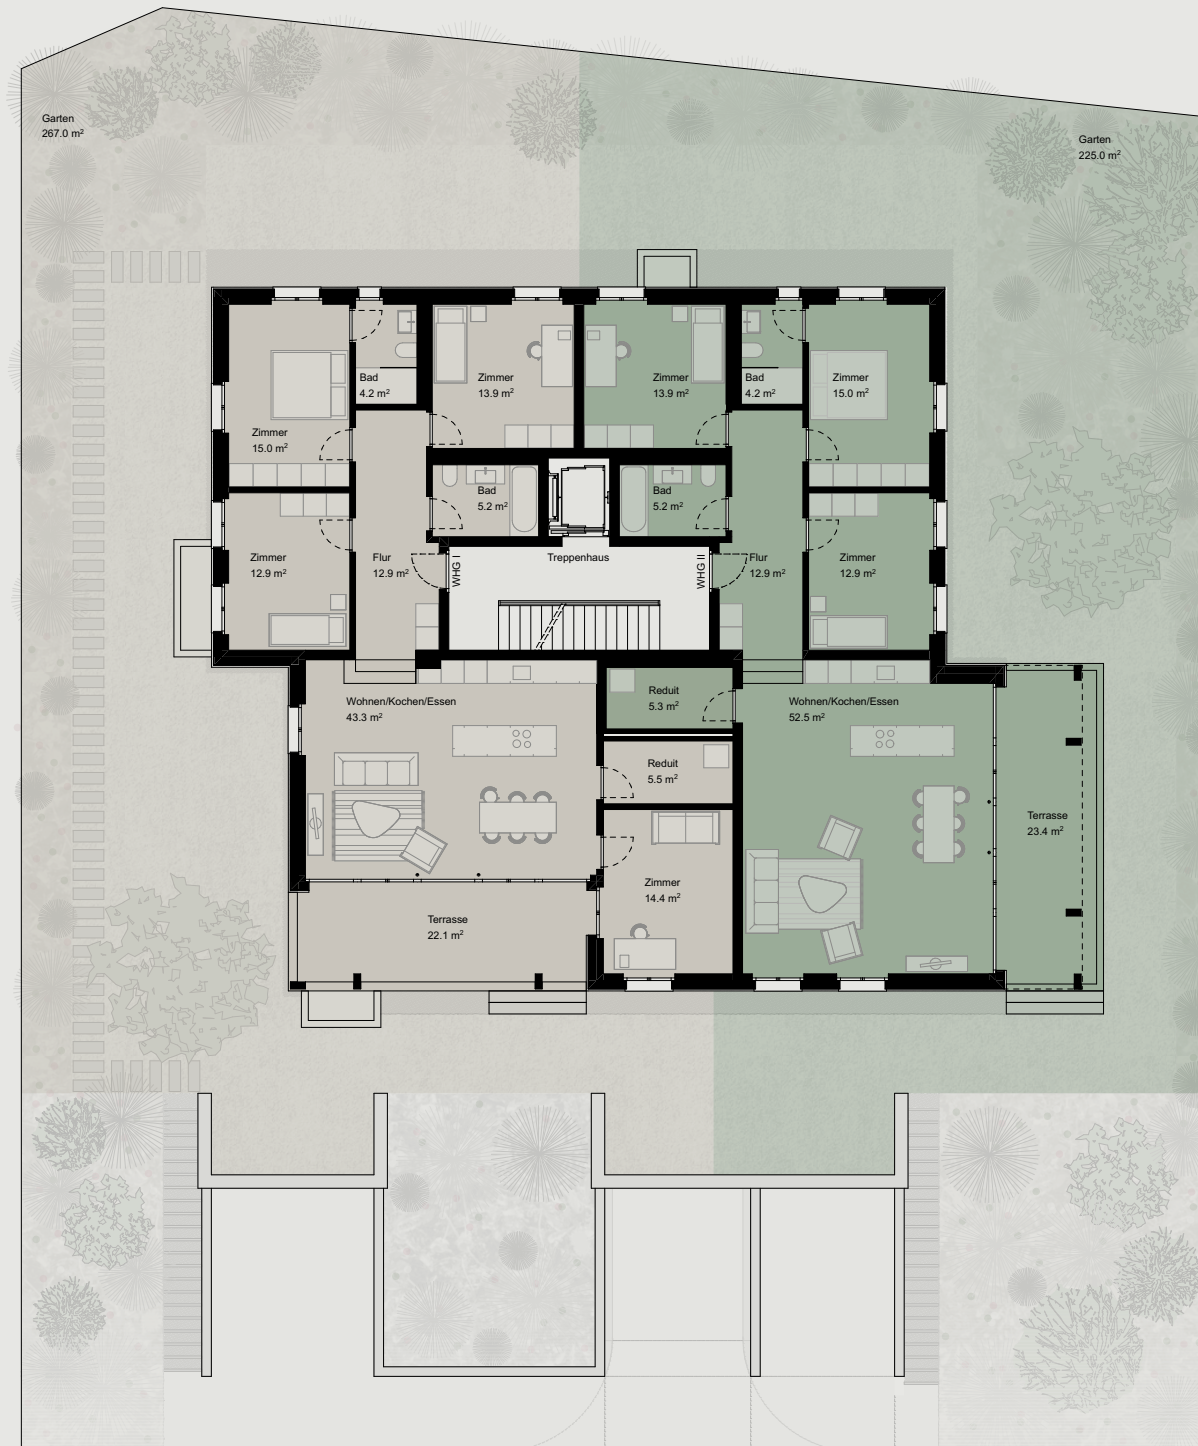 Garten
267.0 m²
Garten
225.0 m²
Zimmer
15.0 m²
Bad
4.2 m²
Zimmer
13.9 m²
Zimmer
13.9 m²
Bad
4.2 m²
Zimmer
15.0 m²
Bad
5.2 m²
Bad
5.2 m²
Zimmer
12.9 m²
Flur
12.9 m²
WHG I
Treppenhaus
WHG II
Flur
12.9 m²
Zimmer
12.9 m²
Wohnen/Kochen/Essen
43.3 m²
Reduit
5.3 m²
Wohnen/Kochen/Essen
52.5 m²
Reduit
5.5 m²
Terrasse
23.4 m²
Zimmer
14.4 m²
Terrasse
22.1 m²